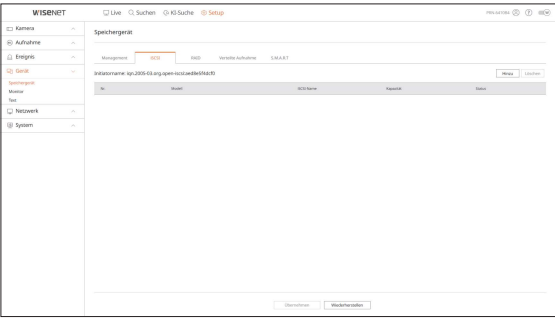 WISENET
Live Suchen KI-Suche Setup
Kamera
Aufnahme
Ereignis
Gerät
Speichergerät
Monitor
Text
Netzwerk
System
Speichergerät
Management iSCSI RAID Verteilte Aufnahme S.M.A.R.T
Initiatorname: iqn.2005-03.org.open-iscsi:
Hinzu Löschen
Nr. Modell iSCSI Name Kapazität Status
Übernehmen Wiederherstellen